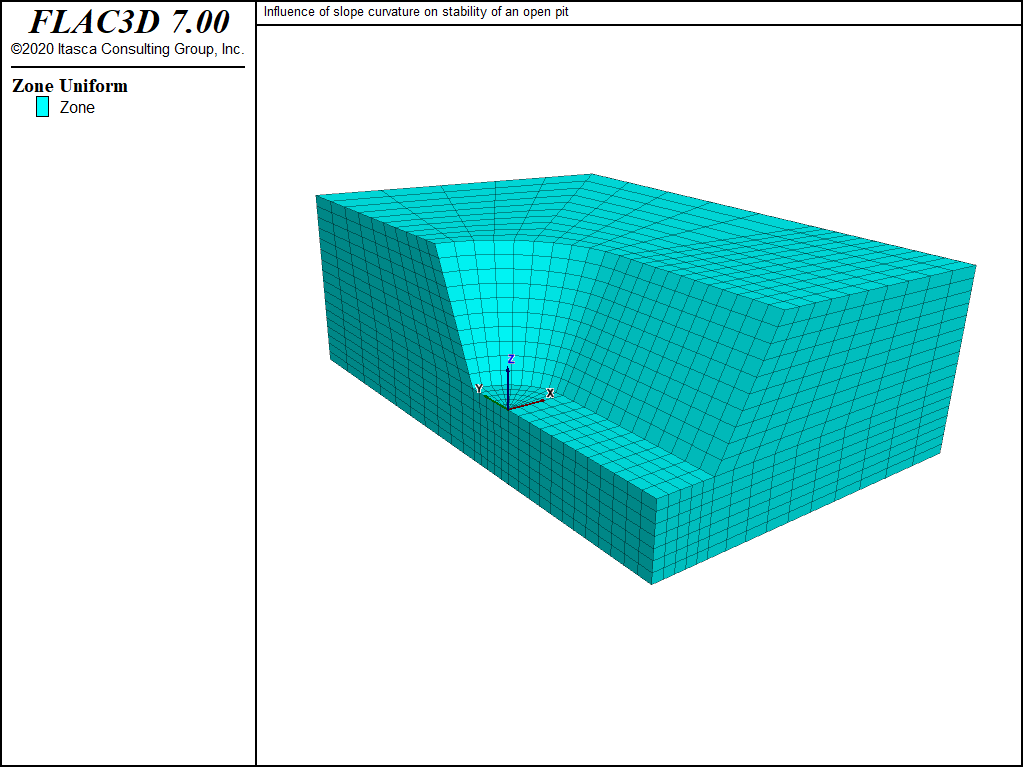 FLAC3D 7.00
©2020 Itasca Consulting Group, Inc.
Zone Uniform
Zone
Influence of slope curvature on stability of an open pit
Z
Y
X